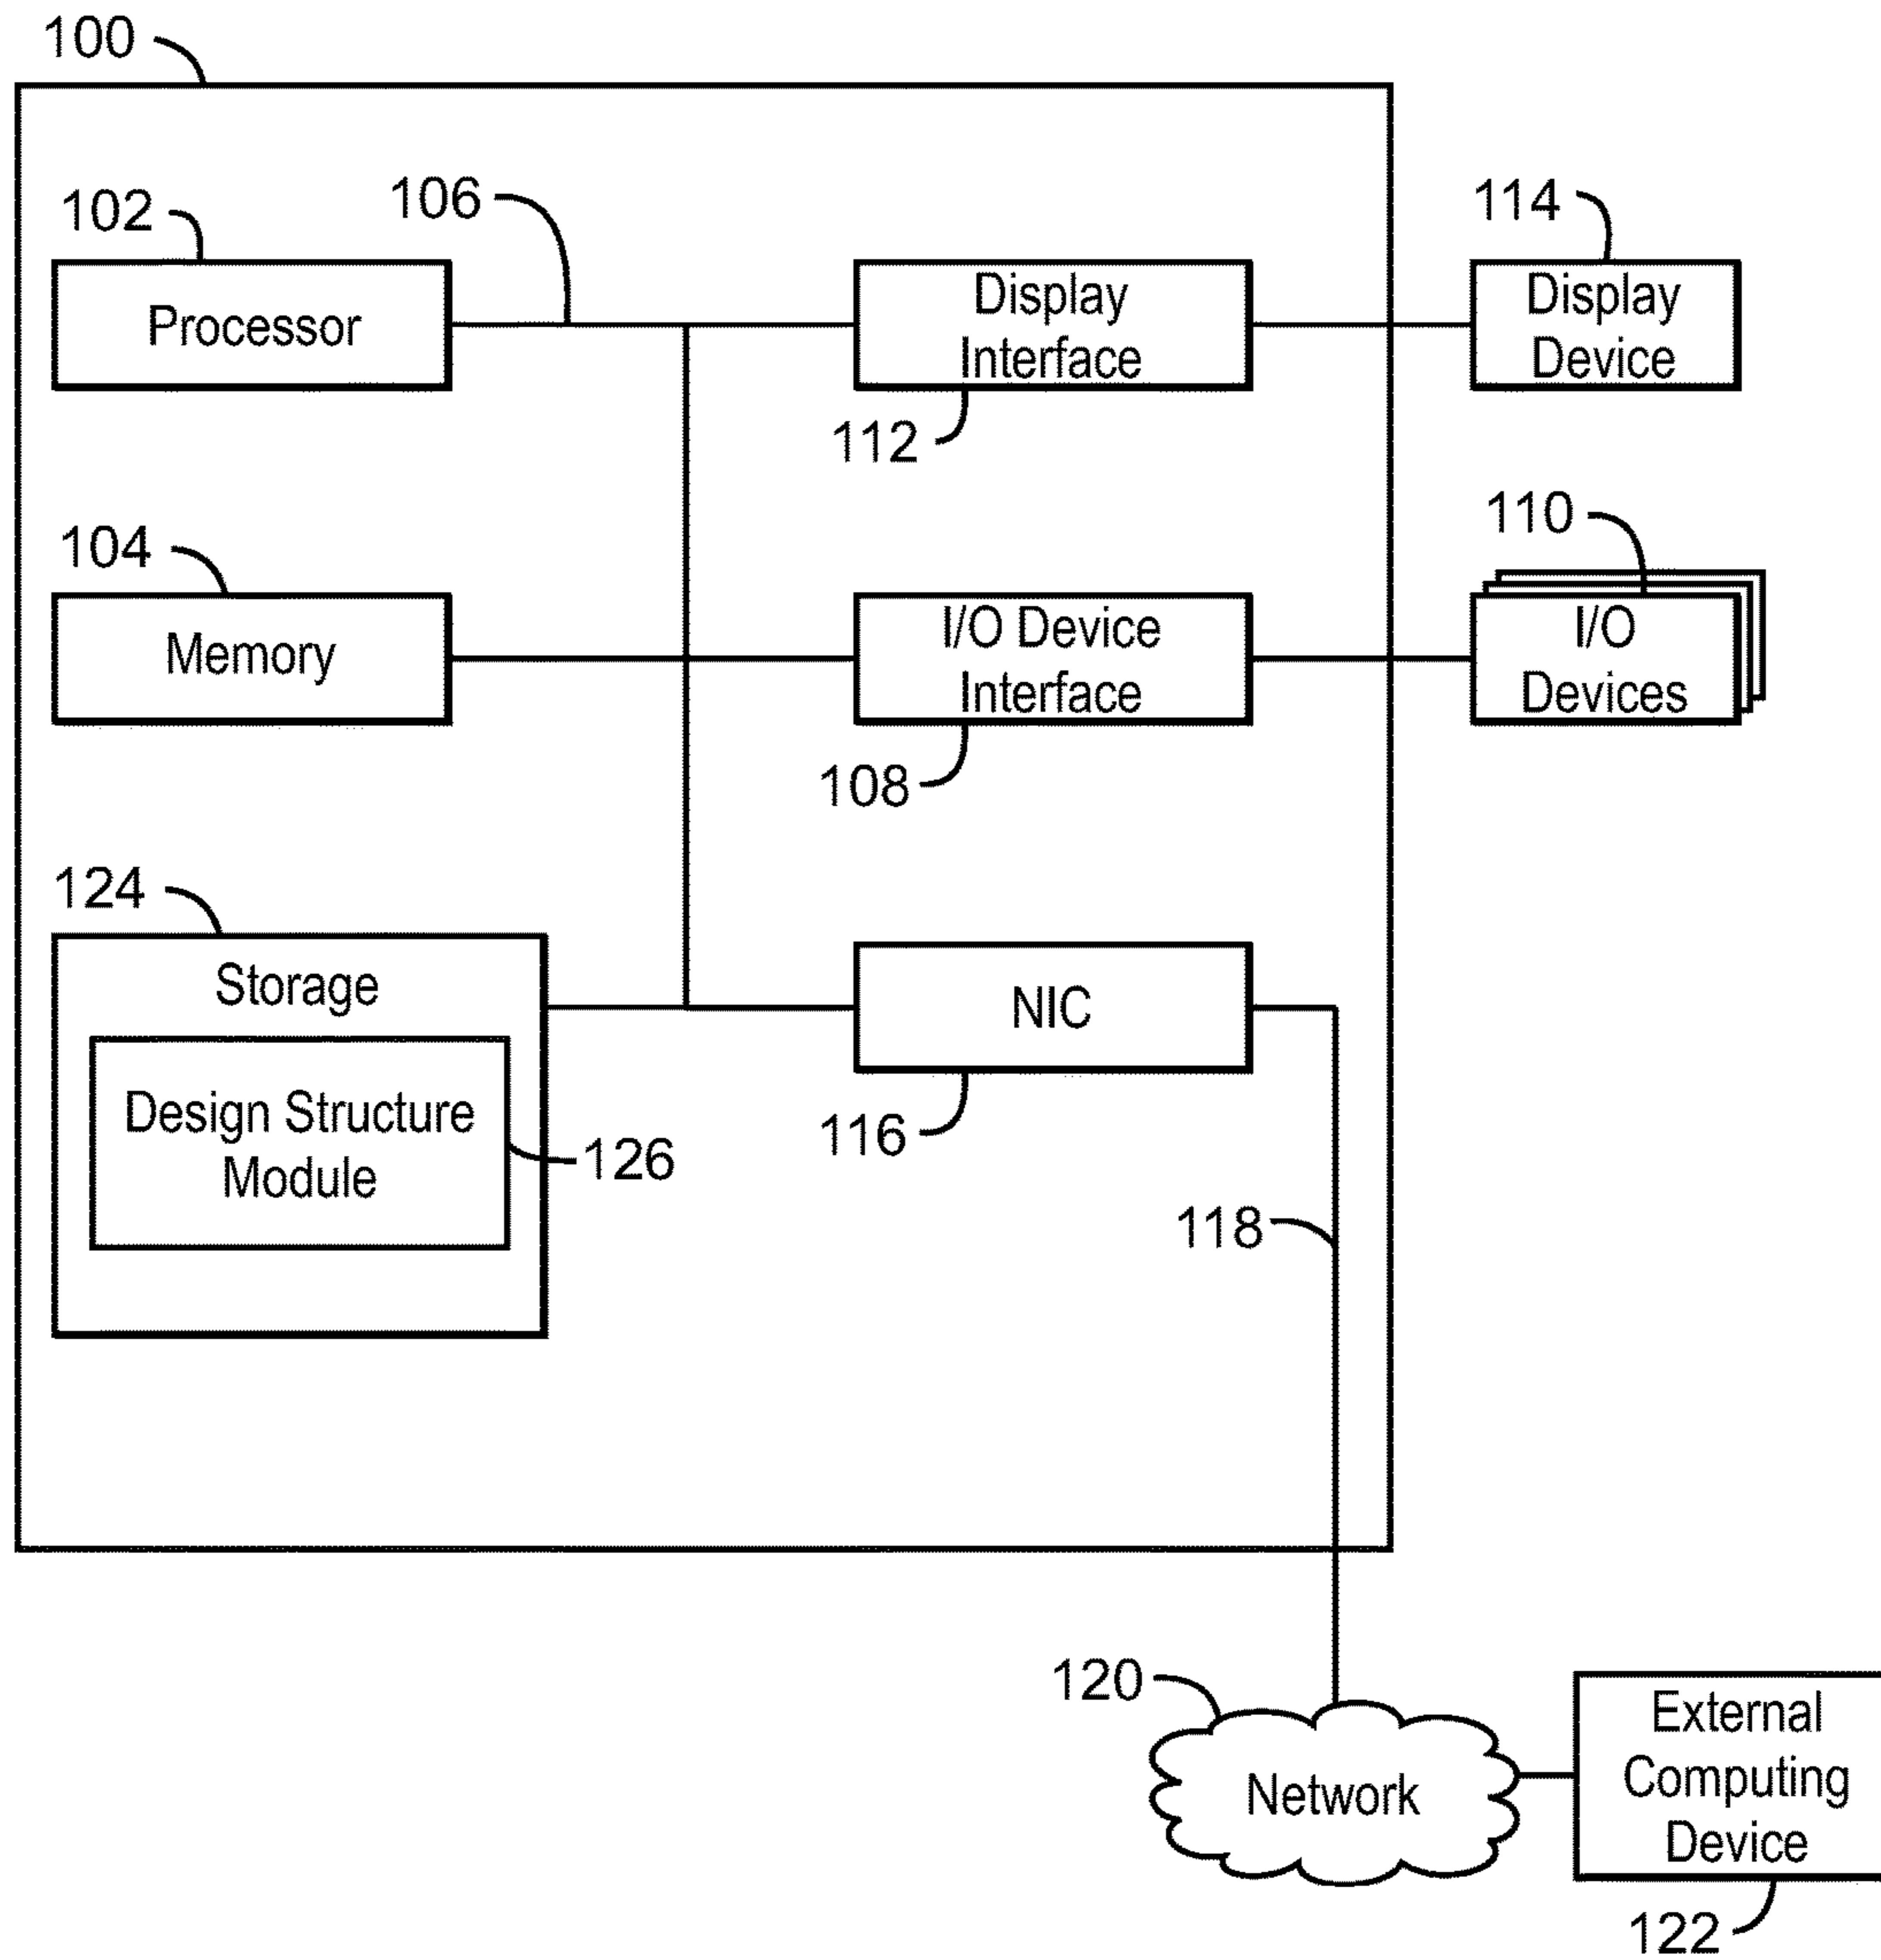 100
102
106
114
Processor
Display
Interface
Display
Device
112
104
110
Memory
I/O Device
Interface
I/O
Devices
108
124
Storage
NIC
Design Structure
Module
126
116
118
120
Network
External
Computing
Device
122